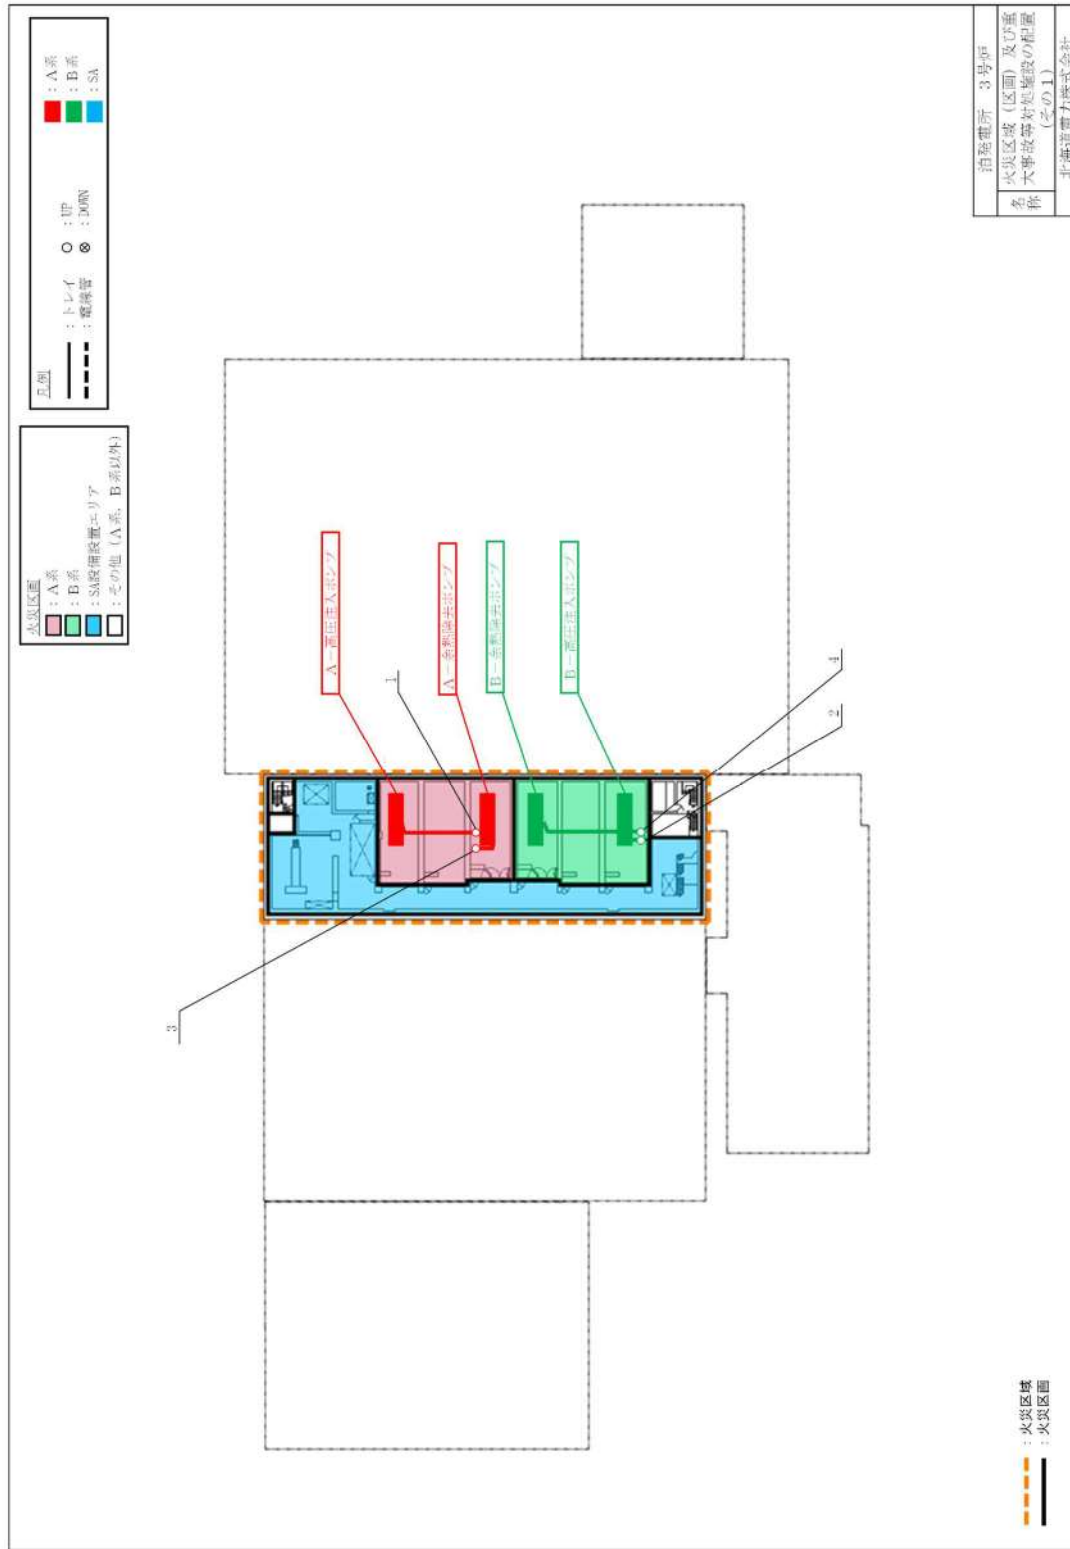 火災区画
：A系
：B系
：SA設備設置エリア
：その他（A系，B系以外）
凡例
：トレイ
：電線管
：UP
：DOWN
：A系
：B系
：SA
A－高圧注入ポンプ
A－余熱除去ポンプ
B－余熱除去ポンプ
B－高圧注入ポンプ
1
3
4
2
：火災区域
：火災区画
泊発電所　3号炉
名称
火災区域（区画）及び重
大事故等対処施設の配置
（その1）
北海道電力株式会社